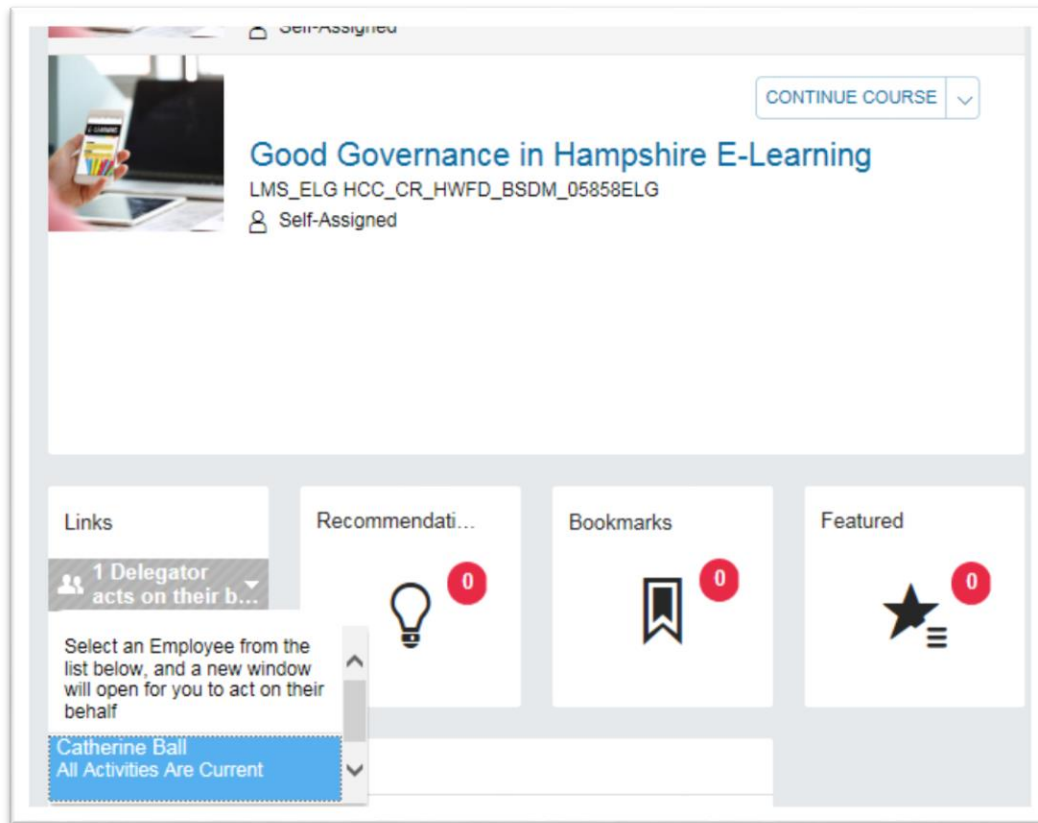 Self-Assigned
CONTINUE COURSE
Good Governance in Hampshire E-Learning
LMS_ELG HCC_CR_HWFD_BSDM_05858ELG
Self-Assigned
Links
1 Delegator
acts on their b...
Select an Employee from the
list below, and a new window
will open for you to act on their
behalf
Catherine Ball
All Activities Are Current
Recommendati...
0
Bookmarks
0
Featured
0